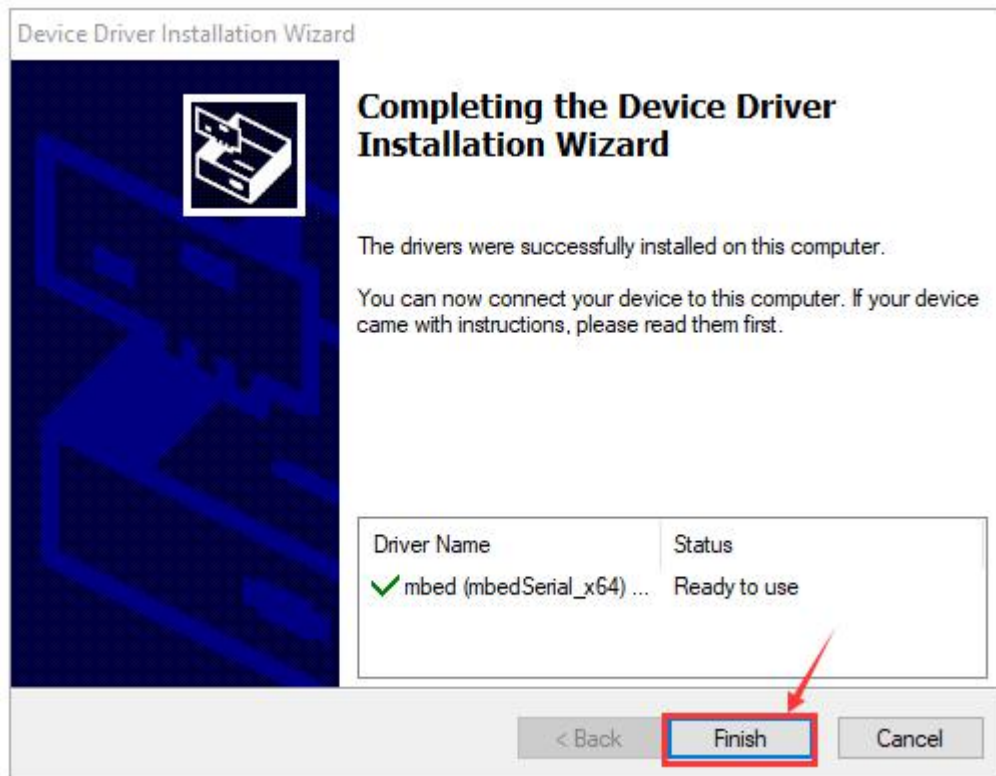 Device Driver Installation Wizard
Completing the Device Driver
Installation Wizard
The drivers were successfully installed on this computer.
You can now connect your device to this computer. If your device
came with instructions, please read them first.
Driver Name Status
mbed (mbedSerial_x64) ... Ready to use
< Back Finish Cancel